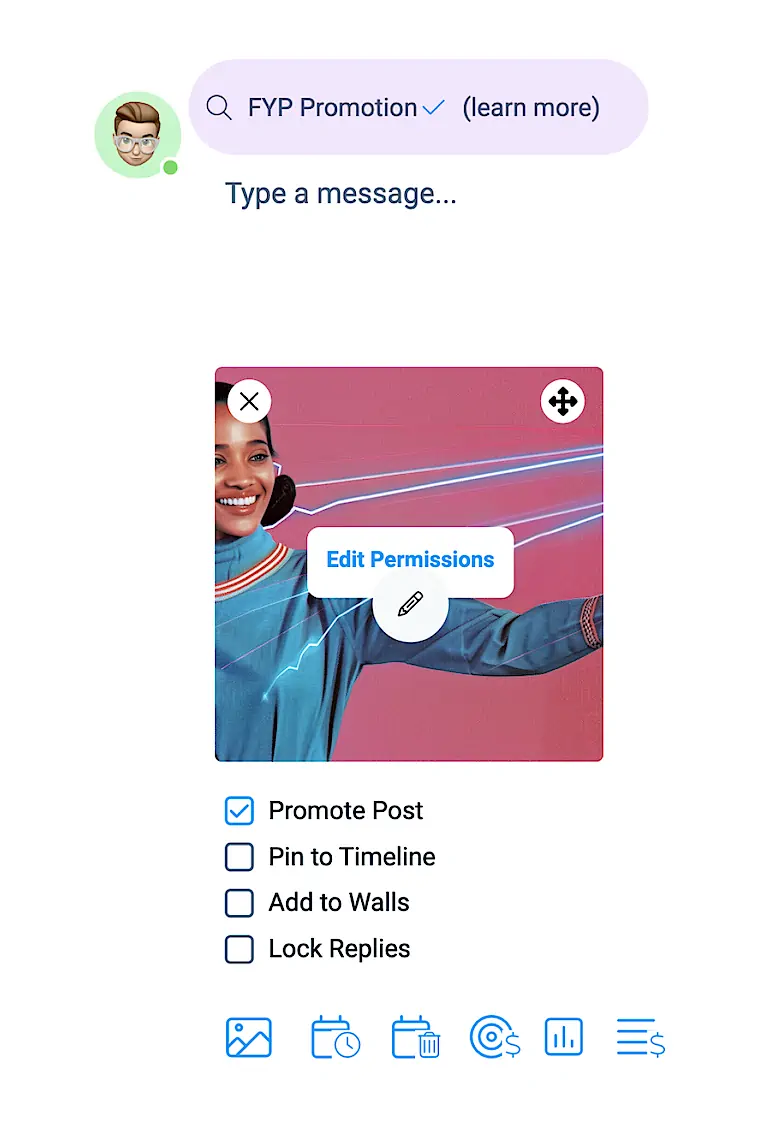 FYP Promotion (learn more)
Type a message...
Edit Permissions
Promote Post
Pin to Timeline
Add to Walls
Lock Replies